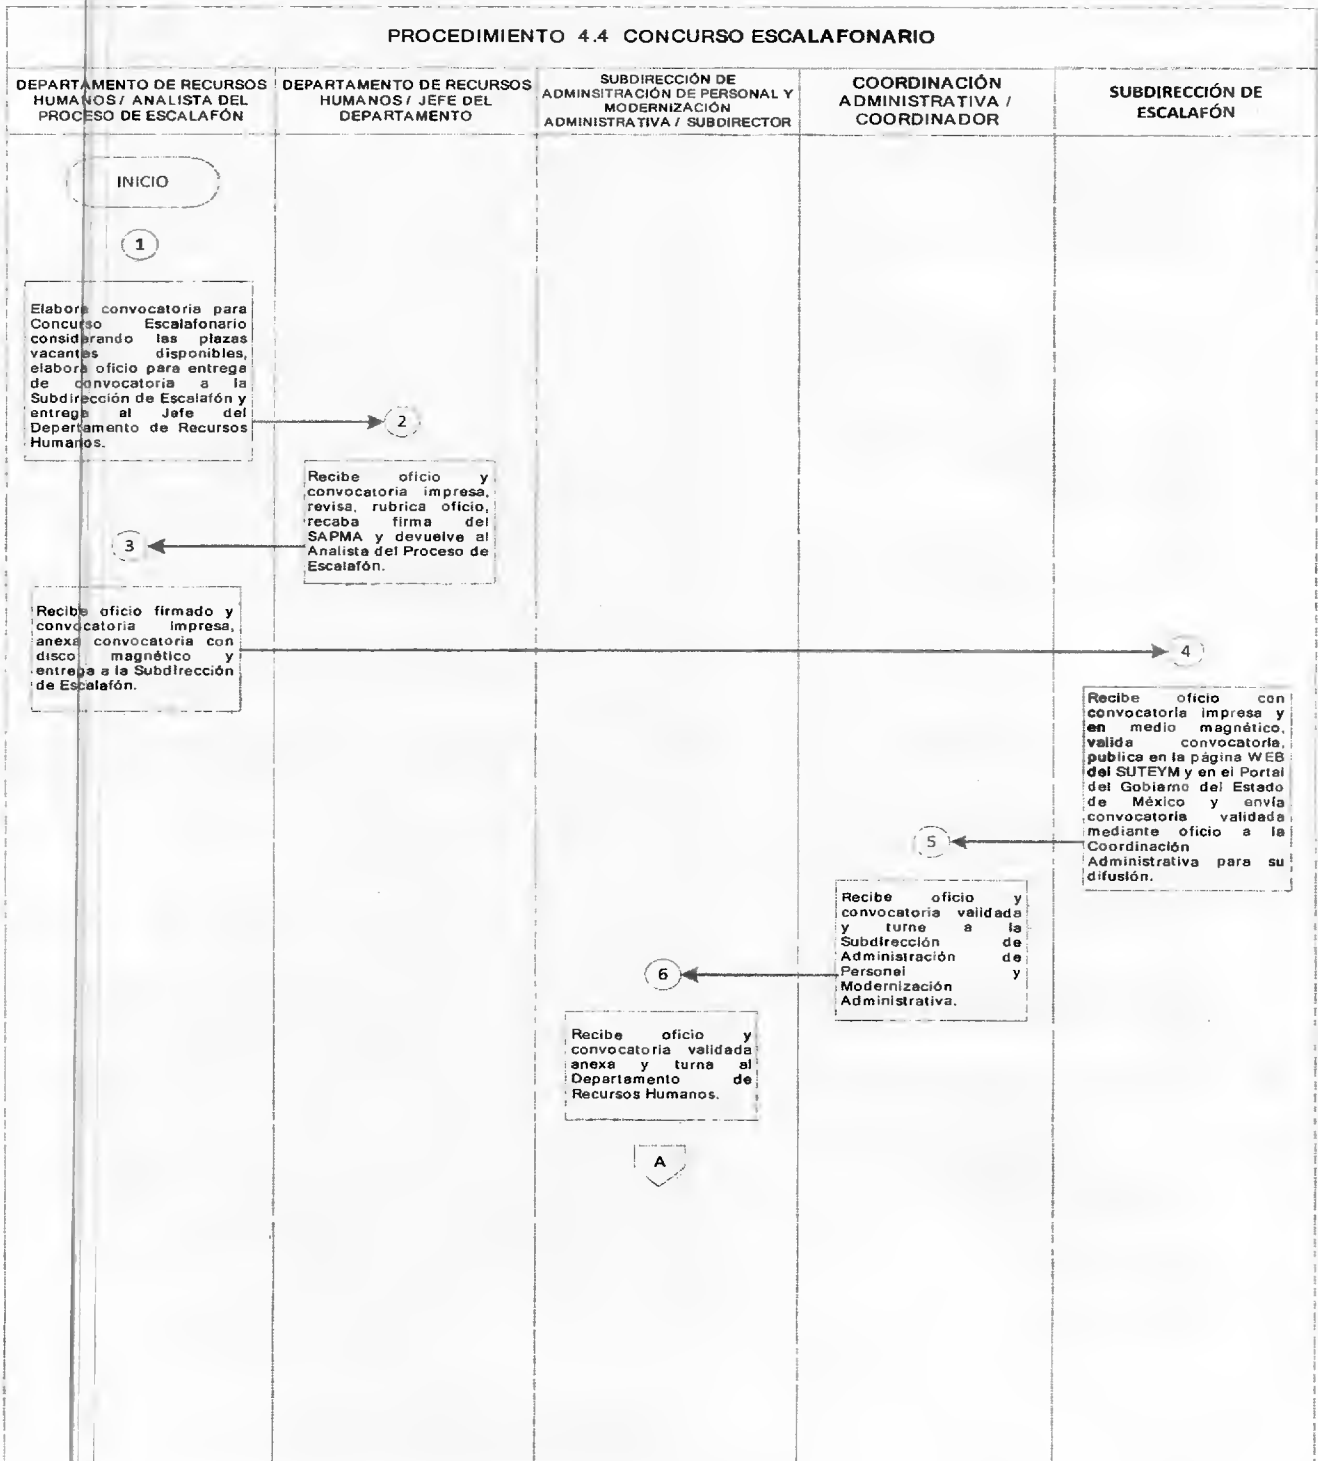 PROCEDIMIENTO 4.4 CONCURSO ESCALAFONARIO
DEPARTAMENTO DE RECURSOS
HUMANOS / ANALISTA DEL
PROCESO DE ESCALAFÓN
DEPARTAMENTO DE RECURSOS
HUMANOS / JEFE DEL
DEPARTAMENTO
SUBDIRECCIÓN DE
ADMINSITRACIÓN DE PERSONAL Y
MODERNIZACIÓN
ADMINISTRATIVA / SUBDIRECTOR
COORDINACIÓN
ADMINISTRATIVA /
COORDINADOR
SUBDIRECCIÓN DE
ESCALAFÓN
INICIO
1
Elabora convocatoria para
Concurso Escalafonario
considerando las plazas
vacantes disponibles,
elabora oficio para entrega
de convocatoria a la
Subdirección de Escalafón y
entrega al Jefe del
Departamento de Recursos
Humanos.
2
Recibe oficio y
convocatoria impresa,
revisa, rubrica oficio,
recaba firma del
SAPMA y devuelve al
Analista del Proceso de
Escalafón.
3
Recibe oficio firmado y
convocatoria impresa,
anexa convocatoria con
disco magnético y
entrega a la Subdirección
de Escalafón.
4
Recibe oficio con
convocatoria impresa y
en medio magnético,
valida convocatoria,
publica en la página WEB
del SUTEYM y en el Portal
del Gobierno del Estado
de México y envía
convocatoria validada
mediante oficio a la
Coordinación
Administrativa para su
difusión.
5
Recibe oficio y
convocatoria validada
y turna a la
Subdirección de
Administración de
Personal y
Modernización
Administrativa.
6
Recibe oficio y
convocatoria validada
anexa y turna al
Departamento de
Recursos Humanos.
A